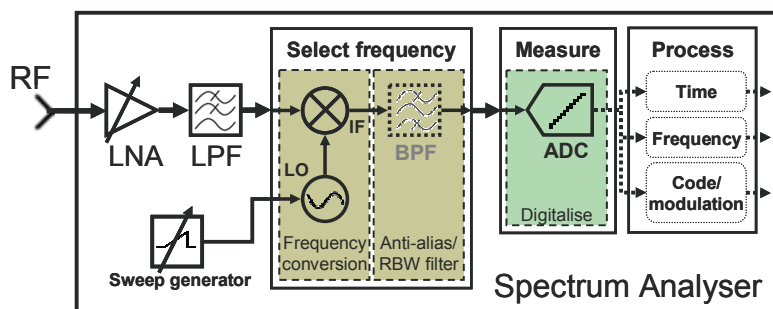 Select frequency
Measure
Process
RF
LNA
LPF
IF
BPF
LO
ADC
Time
Frequency
Code/
modulation
Sweep generator
Frequency
conversion
Anti-alias/
RBW filter
Digitalise
Spectrum Analyser